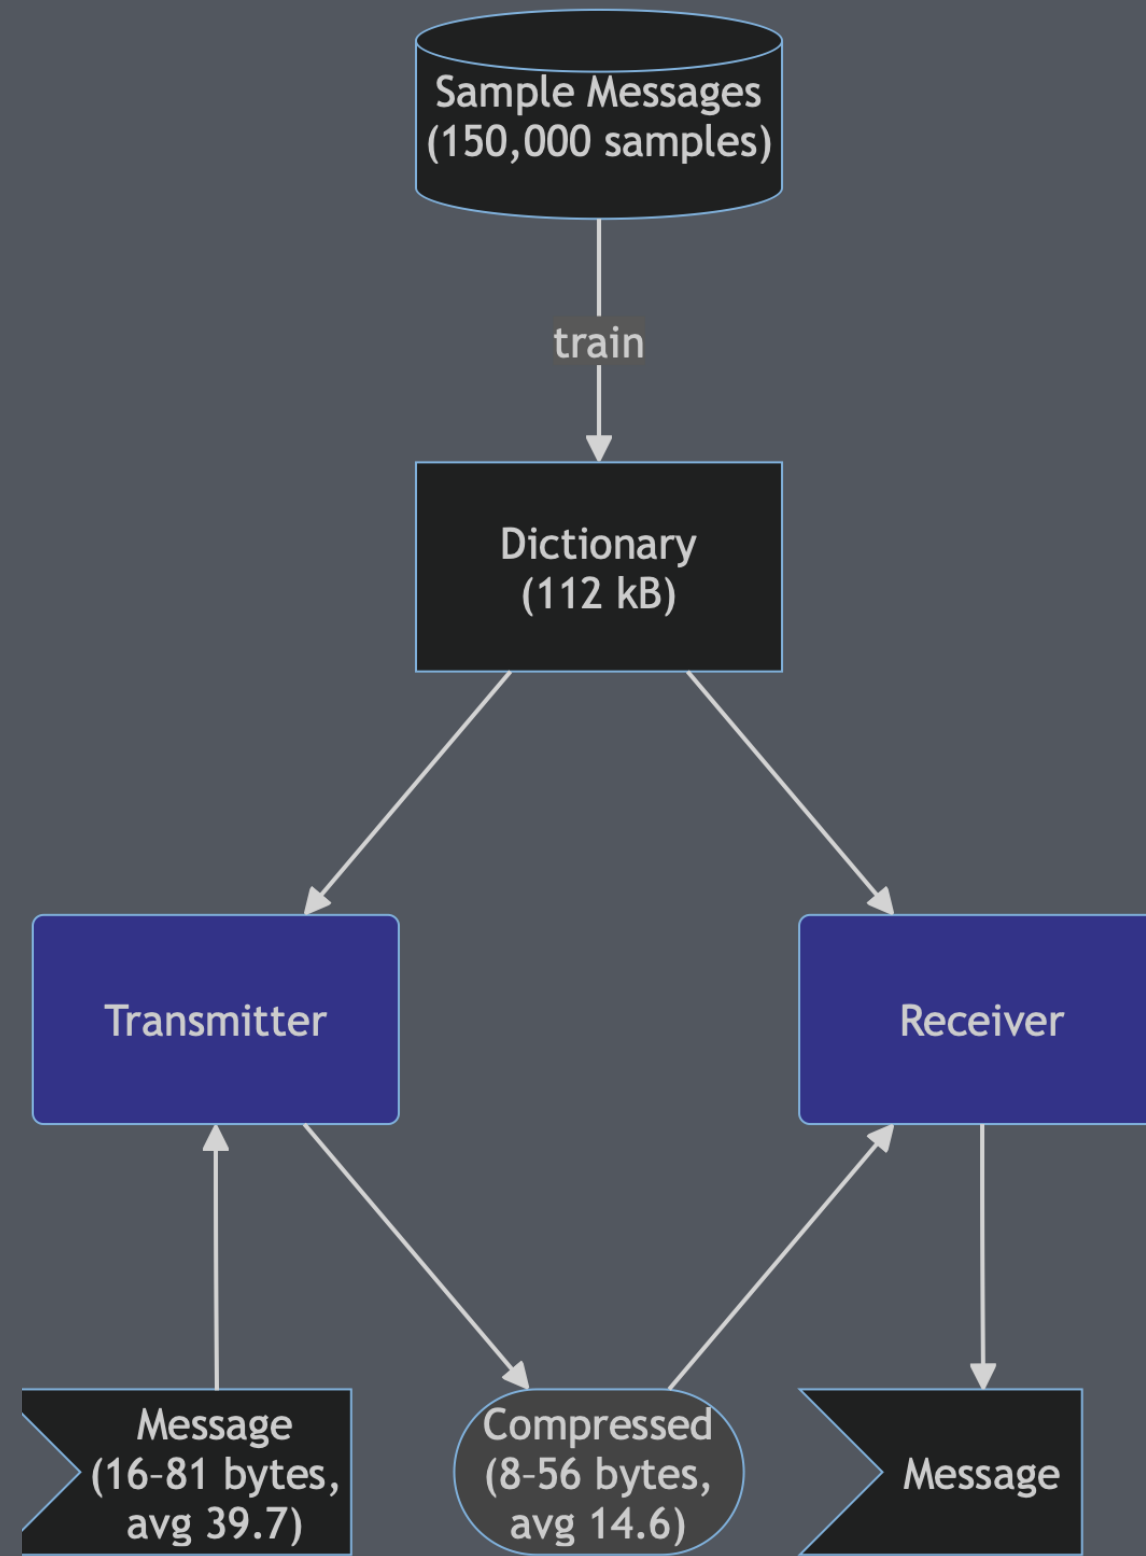 Sample Messages
(150,000 samples)
train
Dictionary
(112 kB)
Transmitter
Receiver
Message
(16–81 bytes,
avg 39.7)
Compressed
(8–56 bytes,
avg 14.6)
Message